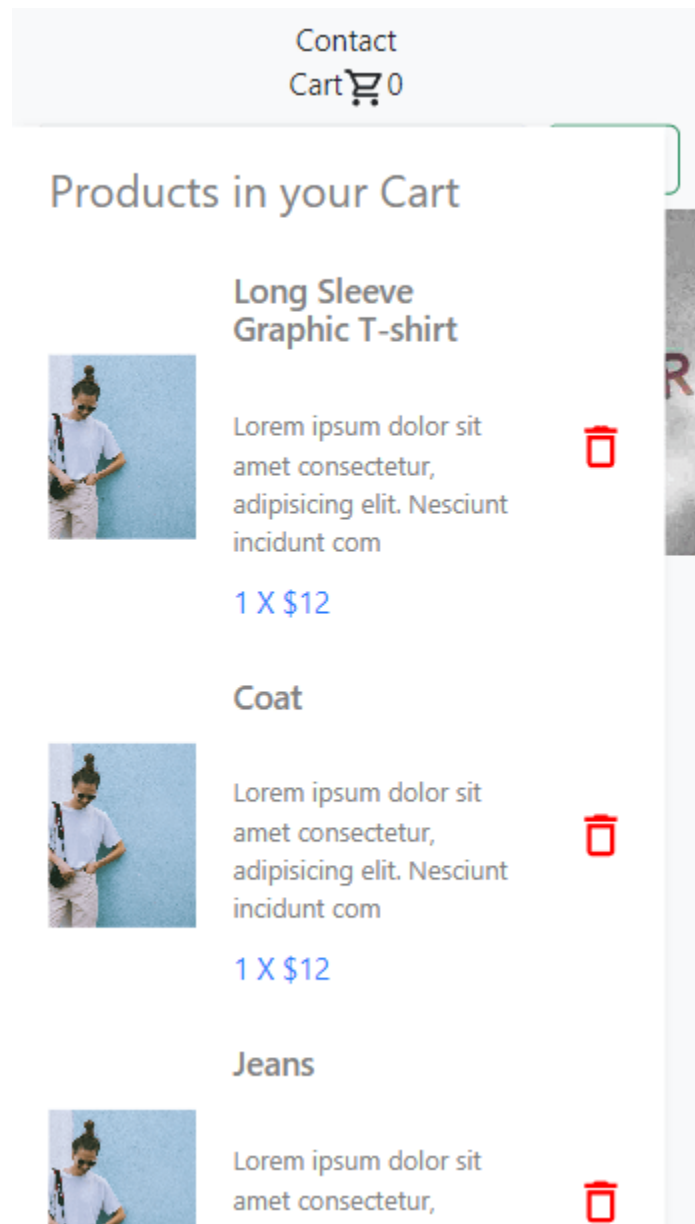 Contact
Cart 0
Products in your Cart
Long Sleeve
Graphic T-shirt
Lorem ipsum dolor sit
amet consectetur,
adipisicing elit. Nesciunt
incidunt com
1 X $12
Coat
Lorem ipsum dolor sit
amet consectetur,
adipisicing elit. Nesciunt
incidunt com
1 X $12
Jeans
Lorem ipsum dolor sit
amet consectetur,
R